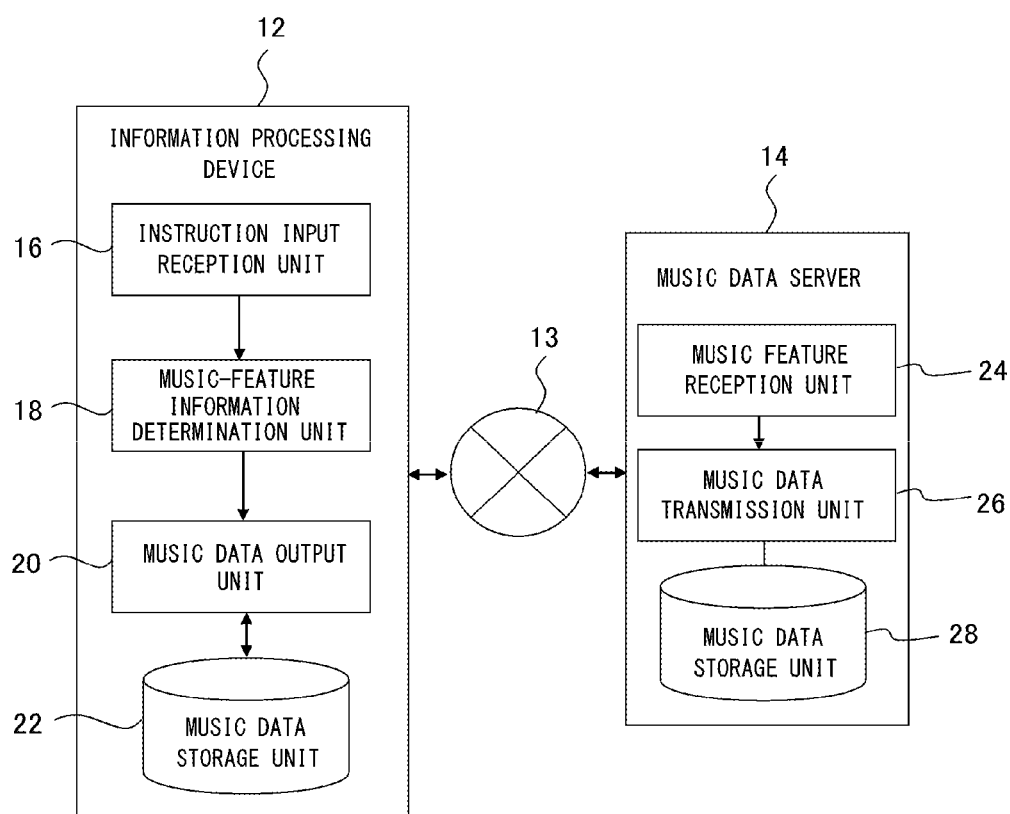 12
INFORMATION PROCESSING
DEVICE
16
INSTRUCTION INPUT
RECEPTION UNIT
18
MUSIC-FEATURE
INFORMATION
DETERMINATION UNIT
20
MUSIC DATA OUTPUT
UNIT
22
MUSIC DATA
STORAGE UNIT
13
14
MUSIC DATA SERVER
MUSIC FEATURE
RECEPTION UNIT
24
MUSIC DATA
TRANSMISSION UNIT
26
MUSIC DATA
STORAGE UNIT
28